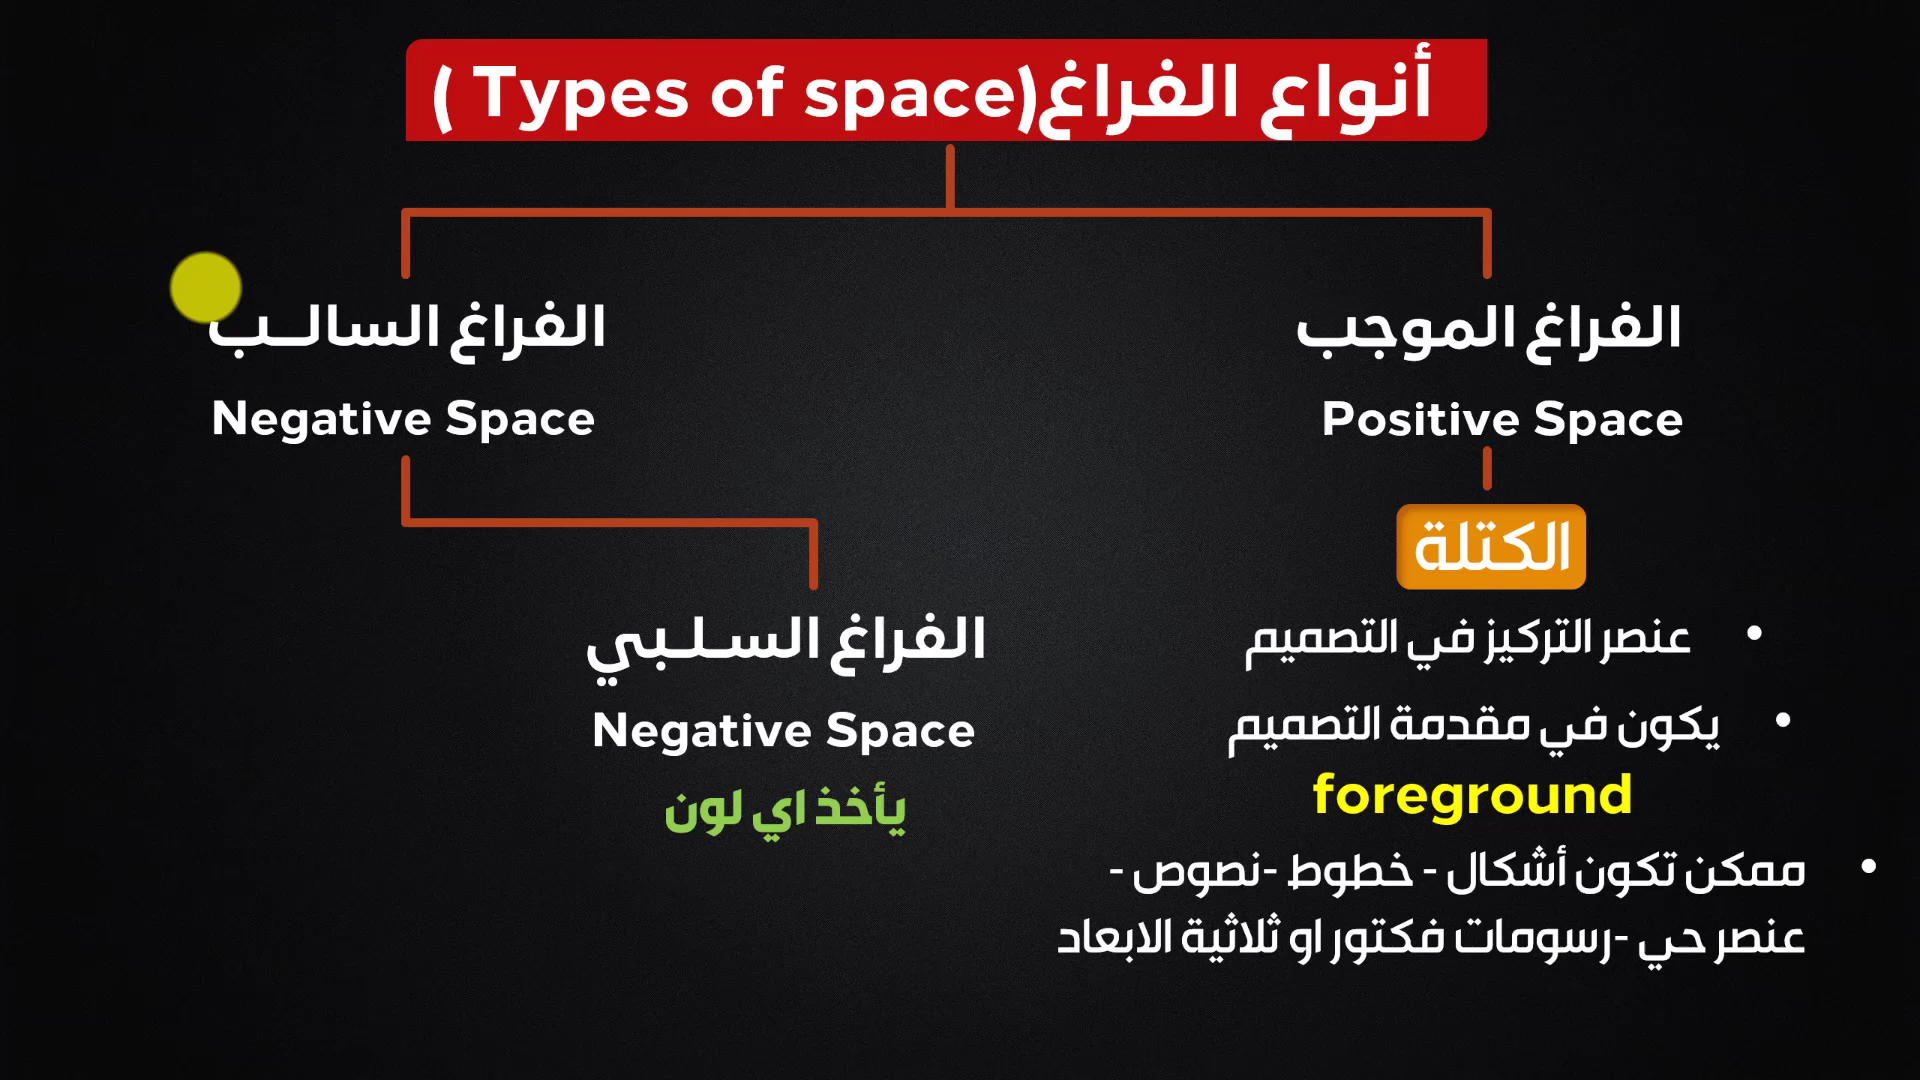 أنواع الفراغ(Types of space )
الفراغ الموجب
Positive Space
الكتلة
• عنصر التركيز في التصميم
• يكون في مقدمة التصميم
foreground
• ممكن تكون أشكال - خطوط -نصوص -
عنصر حي -رسومات فكتور او ثلاثية الابعاد
الفراغ السالــب
Negative Space
الفراغ السـلـبي
Negative Space
يأخذ اي لون